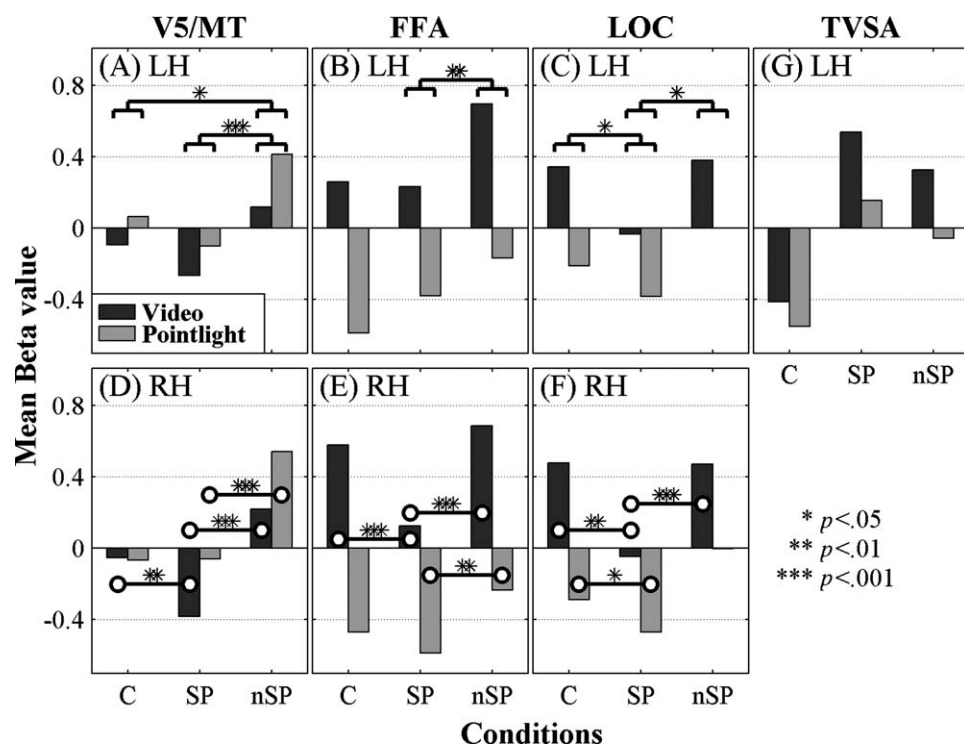 V5/MT FFA LOC TVSA
(A) LH (B) LH (C) LH (G) LH
* ** * *
***
0.8
0.4
0
-0.4
Video
Pointlight
C SP nSP
(D) RH (E) RH (F) RH
0.8
0.4
0
-0.4
*** *** ***
*** *** **
** ** *
* p<.05
** p<.01
*** p<.001
C SP nSP C SP nSP C SP nSP
Mean Beta value
Conditions